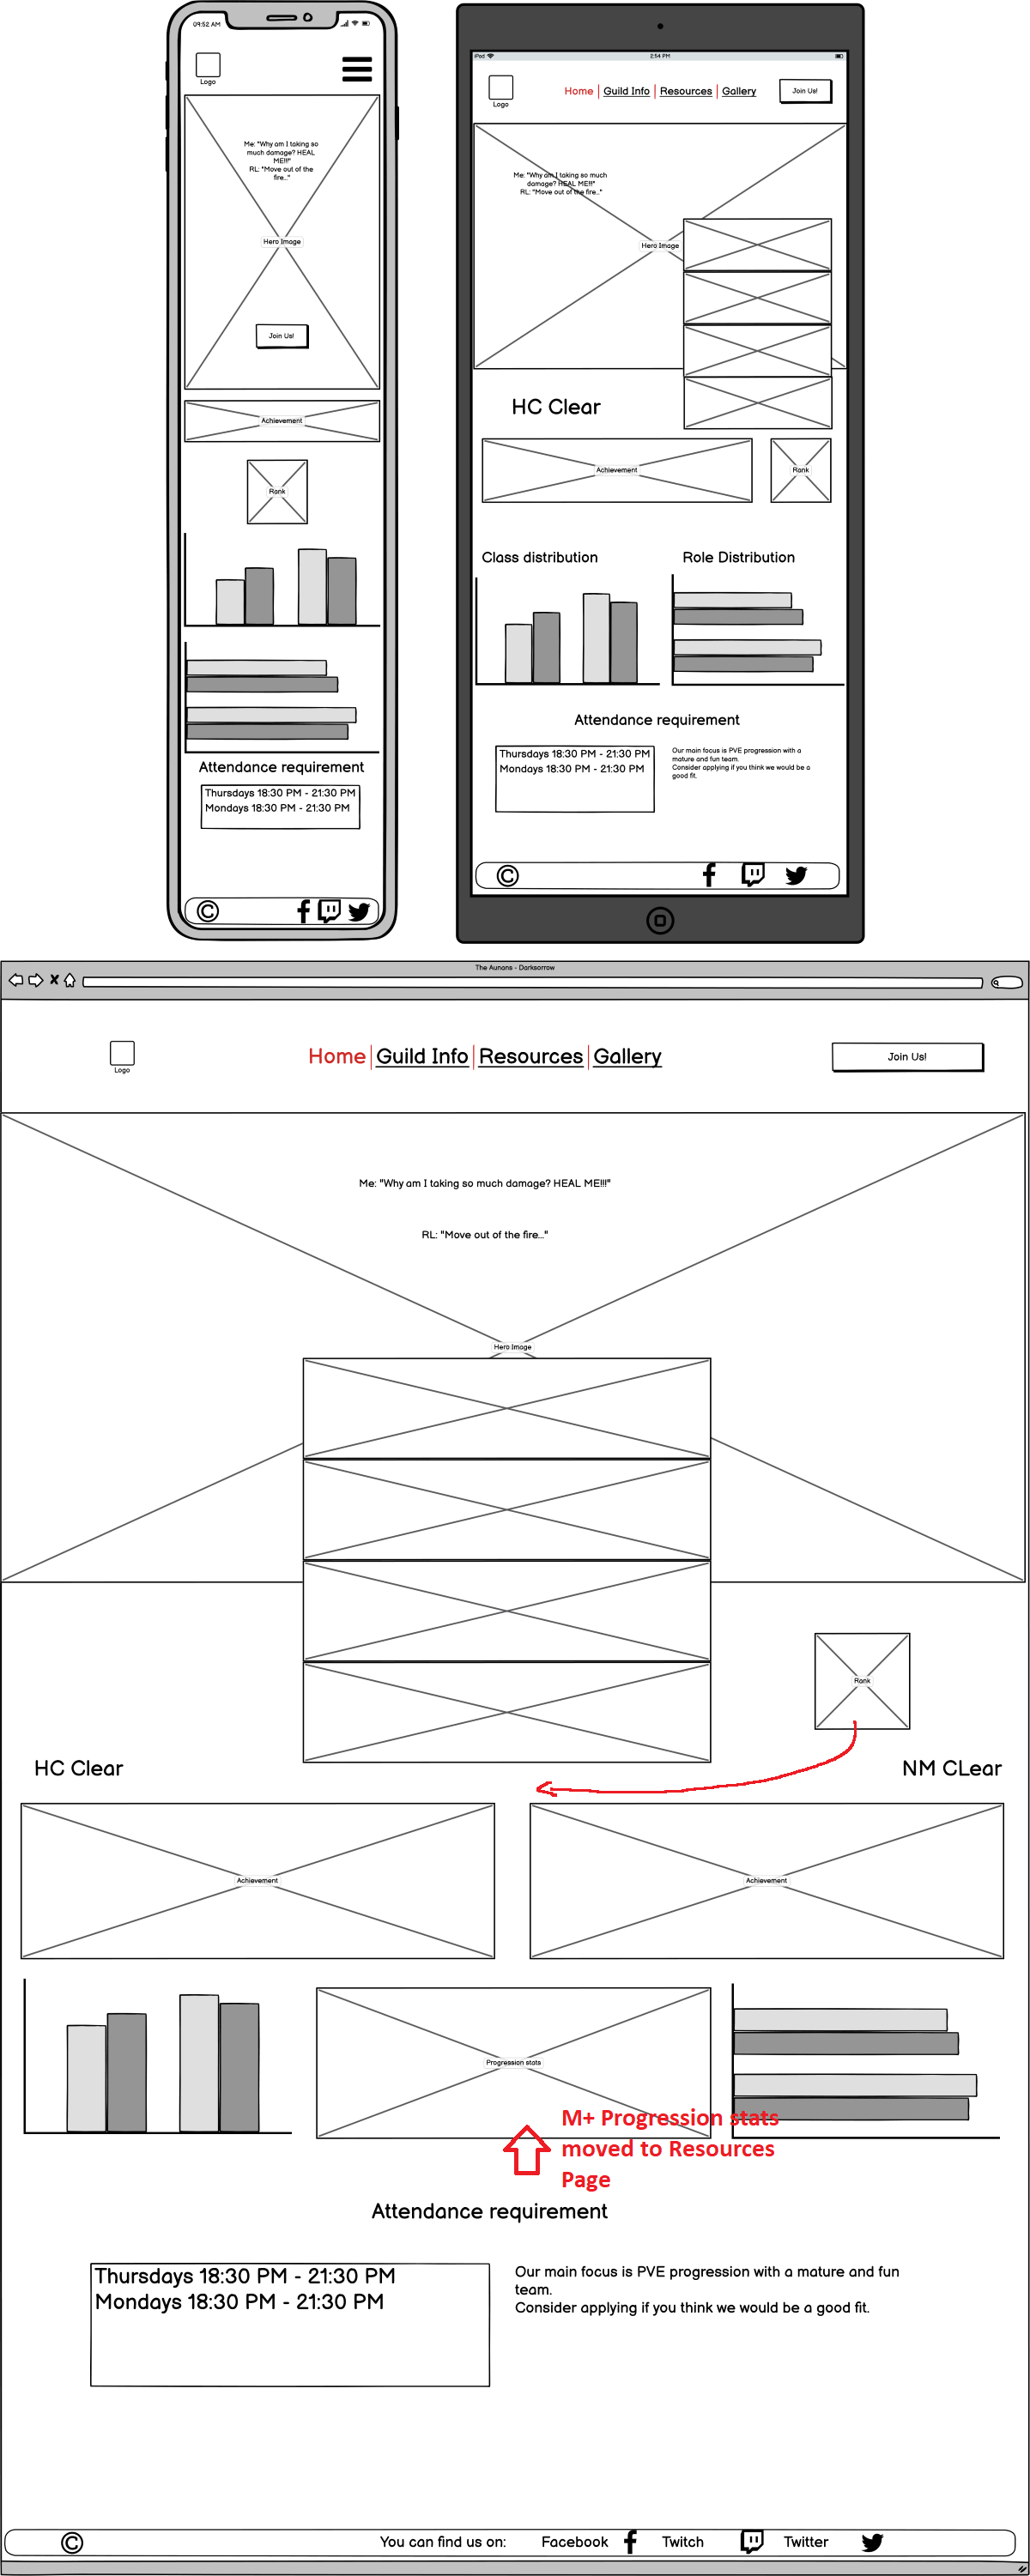 09:52 AM
Logo
Me: "Why am I taking so
much damage? HEAL
ME!!!"
RL: "Move out of the
fire..."
Hero Image
Join Us!
Achievement
Rank
Attendance requirement
Thursdays 18:30 PM - 21:30 PM
Mondays 18:30 PM - 21:30 PM
©
iPod
2:54 PM
Logo
Home
Guild Info
Resources
Gallery
Join Us!
Me: "Why am I taking so much
damage? HEAL ME!!!"
RL: "Move out of the fire..."
Hero Image
HC Clear
Achievement
Rank
Class distribution
Role Distribution
Attendance requirement
Thursdays 18:30 PM - 21:30 PM
Mondays 18:30 PM - 21:30 PM
Our main focus is PVE progression with a
mature and fun team.
Consider applying if you think we would be a
good fit.
©
The Aunans - Darksorrow
Logo
Home
Guild Info
Resources
Gallery
Join Us!
Me: "Why am I taking so much damage? HEAL ME!!!"
RL: "Move out of the fire..."
Hero Image
Rank
HC Clear
NM CLear
Achievement
Achievement
Progression stats
M+ Progression stats
moved to Resources
Page
Attendance requirement
Thursdays 18:30 PM - 21:30 PM
Mondays 18:30 PM - 21:30 PM
Our main focus is PVE progression with a mature and fun
team.
Consider applying if you think we would be a good fit.
©
You can find us on:
Facebook
Twitch
Twitter